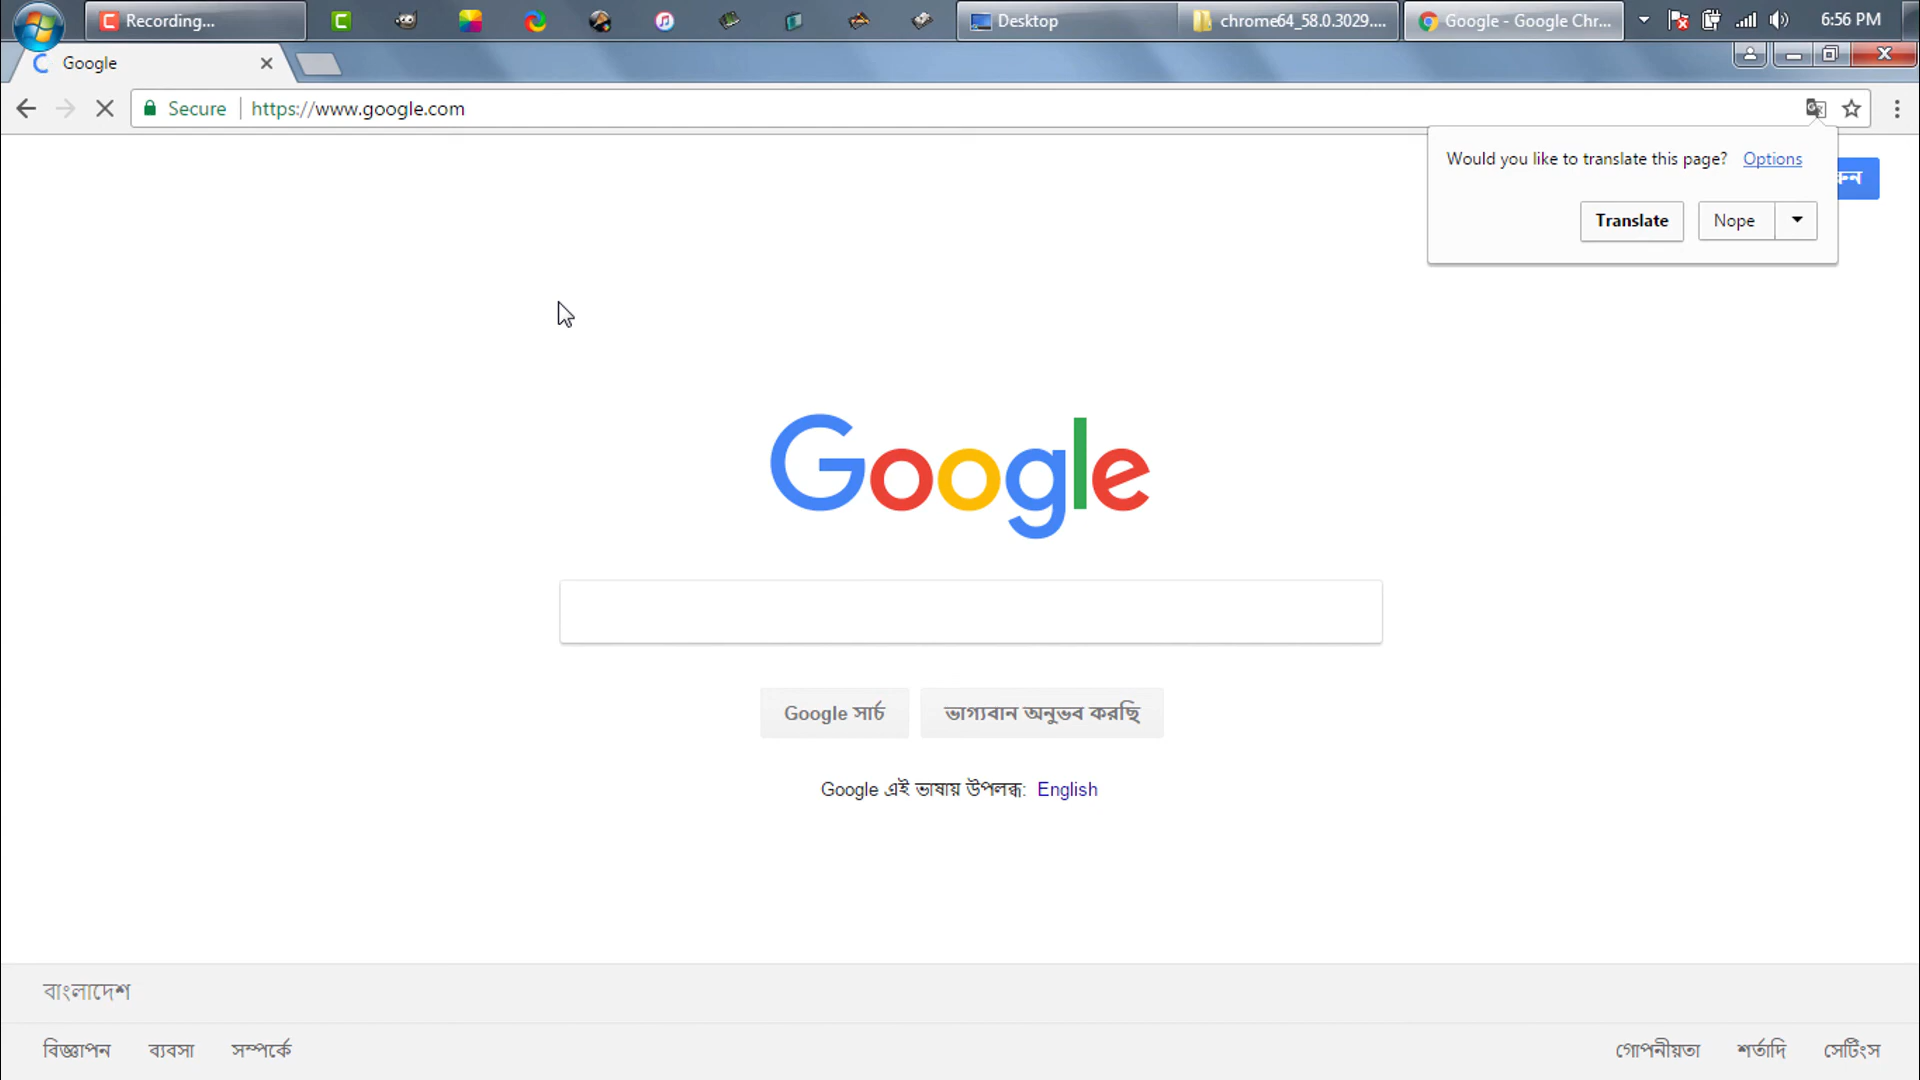 Recording...
Desktop
chrome64_58.0.3029....
Google - Google Chr...
6:56 PM
Google
Secure
https://www.google.com
Would you like to translate this page? Options
Translate
Nope
Google
Google সার্চ
ভাগ্যবান অনুভব করছি
Google এই ভাষায় উপলব্ধ: English
বাংলাদেশ
বিজ্ঞাপন ব্যবসা সম্পর্কে
গোপনীয়তা শর্তাদি সেটিংস